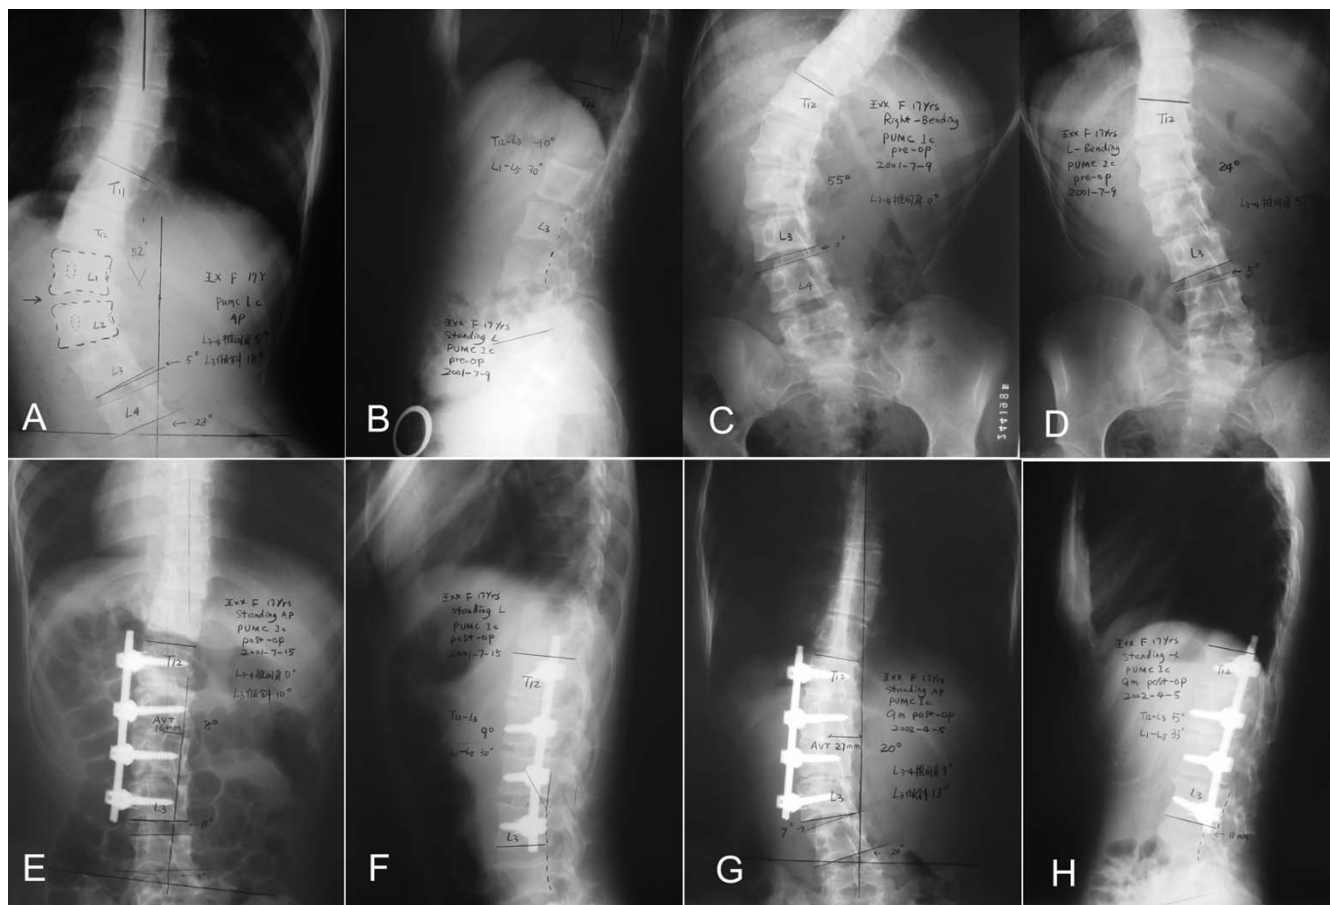 T11
T12
52°
L1
L2
王XX F 17Y
PUMC Ic
AP
L3-4椎间角 5°
L3倾斜 18°
5°
L3
L4
23°
A
T12
T12-L3 -10°
L1-L5 30°
L3
王XX F 17Yrs
Standing L
PUMC Ic
pre-op
2001-7-9
B
T12
王XX F 17Yrs
Right-Bending
PUMC Ic
pre-op
2001-7-9
55°
L3-4椎间角 0°
L3
0°
L4
244198
C
T12
王XX F 17Yrs
L-Bending
PUMC Ic
pre-op
2001-7-9
24°
L3-4椎间角 5°
L3
5°
D
王XX F 17Yrs
Standing AP
PUMC Ic
post-op
2001-7-15
T12
L3-4椎间角 0°
L3倾斜 10°
AVT
16mm
8°
L3
0°
E
王XX F 17Yrs
Standing L
PUMC Ic
post-op
2001-7-15
T12
T12-L3
9°
L1-L5 30°
L3
F
T12
王XX F 17Yrs
Standing AP
PUMC Ic
9m post-op
2002-4-5
AVT 27mm
20°
L3-4椎间角 7°
L3倾斜 13°
L3
7°
20°
G
王XX F 17Yrs
Standing-L
PUMC Ic
9m post-op
2002-4-5
T12
T12-L3 5°
L1-L5 33°
L3
11mm
H